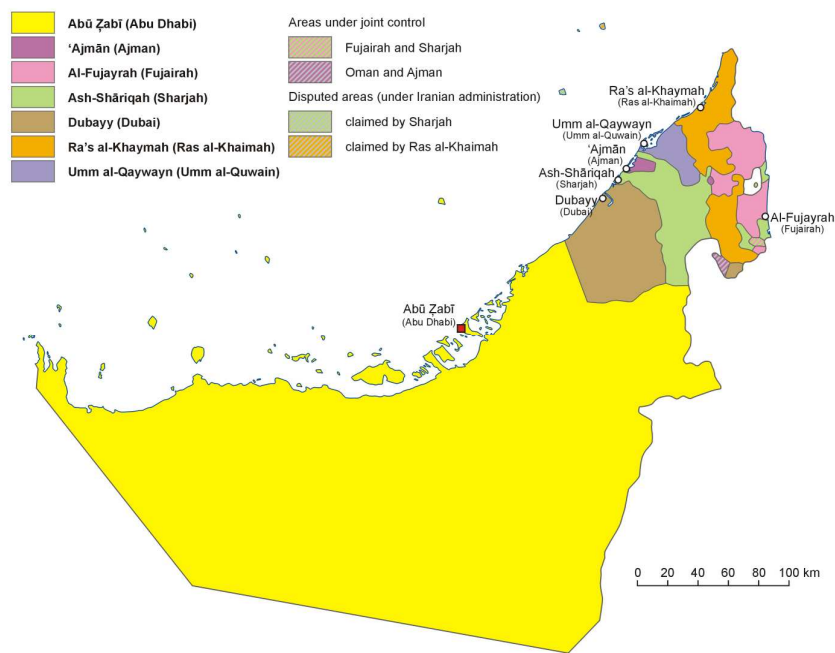 Abū Z̧abī (Abu Dhabi)
‘Ajmān (Ajman)
Al-Fujayrah (Fujairah)
Ash-Shāriqah (Sharjah)
Dubayy (Dubai)
Ra's al-Khaymah (Ras al-Khaimah)
Umm al-Qaywayn (Umm al-Quwain)
Areas under joint control
Fujairah and Sharjah
Oman and Ajman
Disputed areas (under Iranian administration)
claimed by Sharjah
claimed by Ras al-Khaimah
Ra's al-Khaymah
(Ras al-Khaimah)
Umm al-Qaywayn
(Umm al-Quwain)
‘Ajmān
(Ajman)
Ash-Shāriqah
(Sharjah)
Dubayy
(Dubai)
Al-Fujayrah
(Fujairah)
Abū Z̧abī
(Abu Dhabi)
0 20 40 60 80 100 km